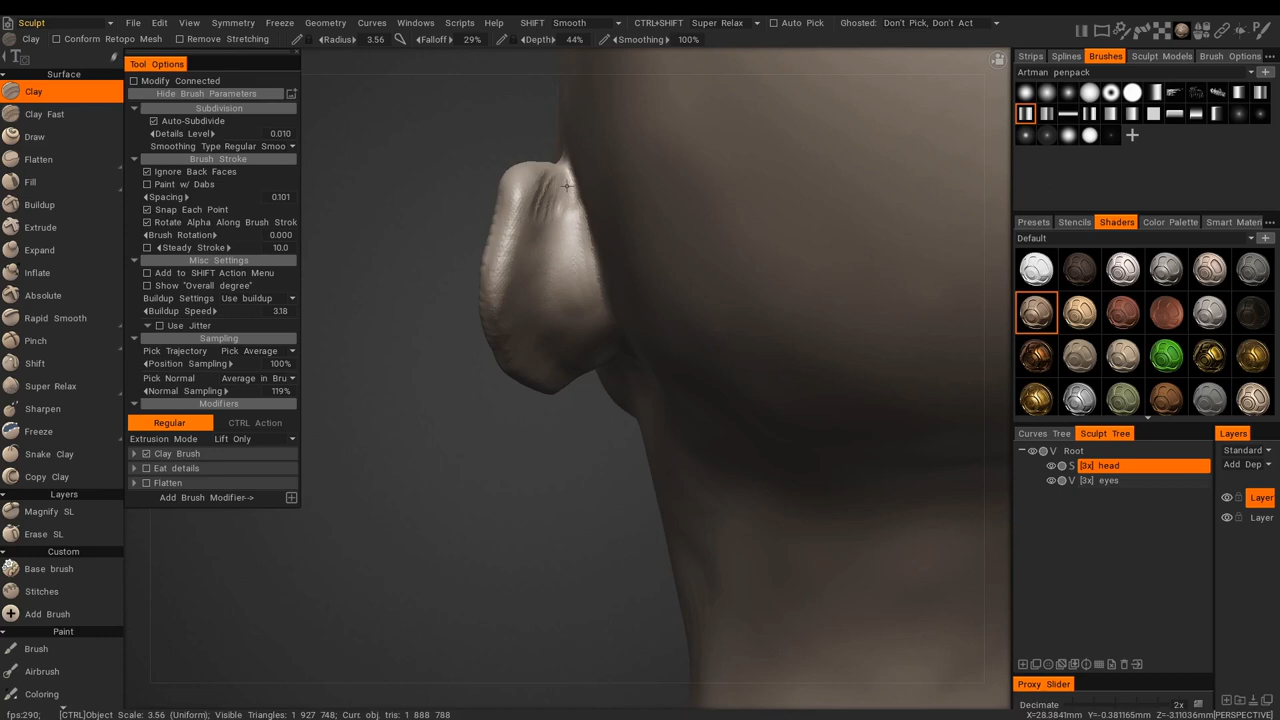 Sculpt File Edit View Symmetry Freeze Geometry Curves Windows Scripts Help SHIFT Smooth CTRL+SHIFT Super Relax Auto Pick Ghosted: Don't Pick, Don't Act
Clay Conform Retopo Mesh Remove Stretching Radius 3.56 Falloff 29% Depth 44% Smoothing 100%
Surface
Clay
Clay Fast
Draw
Flatten
Fill
Buildup
Extrude
Expand
Inflate
Absolute
Rapid Smooth
Pinch
Shift
Super Relax
Sharpen
Freeze
Snake Clay
Copy Clay
Layers
Magnify SL
Erase SL
Custom
Base brush
Stitches
Add Brush
Paint
Brush
Airbrush
Coloring
Tool Options
Modify Connected
Hide Brush Parameters
Subdivision
Auto-Subdivide
Details Level 0.010
Smoothing Type Regular Smoo
Brush Stroke
Ignore Back Faces
Paint w/ Dabs
Spacing 0.101
Snap Each Point
Rotate Alpha Along Brush Strok
Brush Rotation 0.000
Steady Stroke 10.0
Misc Settings
Add to SHIFT Action Menu
Show "Overall degree"
Buildup Settings Use buildup
Buildup Speed 3.18
Use Jitter
Sampling
Pick Trajectory Pick Average
Position Sampling 100%
Pick Normal Average in Bru
Normal Sampling 119%
Modifiers
Regular CTRL Action
Extrusion Mode Lift Only
Clay Brush
Eat details
Flatten
Add Brush Modifier-->
Strips Splines Brushes Sculpt Models Brush Options
Artman penpack
Presets Stencils Shaders Color Palette Smart Materi
Default
Curves Tree Sculpt Tree
V Root
S [3x] head
V [3x] eyes
Layers
Standard
Add Dep
Layer
Layer
Proxy Slider
Decimate 2x
fps:290; [CTRL]Object Scale: 3.56 (Uniform); Visible Triangles: 1 927 748; Curr. obj. tris: 1 888 788 X=28.3841mm Y=-0.381165mm Z=-3.11036mm[PERSPECTIVE]